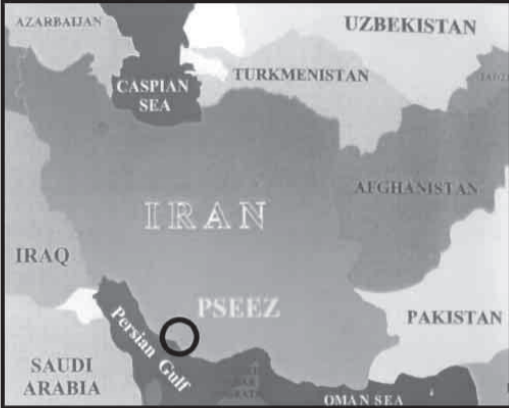 AZARBAIJAN
UZBEKISTAN
CASPIAN
SEA
TURKMENISTAN
AFGHANISTAN
IRAN
IRAQ
PSEEZ
PAKISTAN
Persian Gulf
SAUDI
ARABIA
OMAN SEA